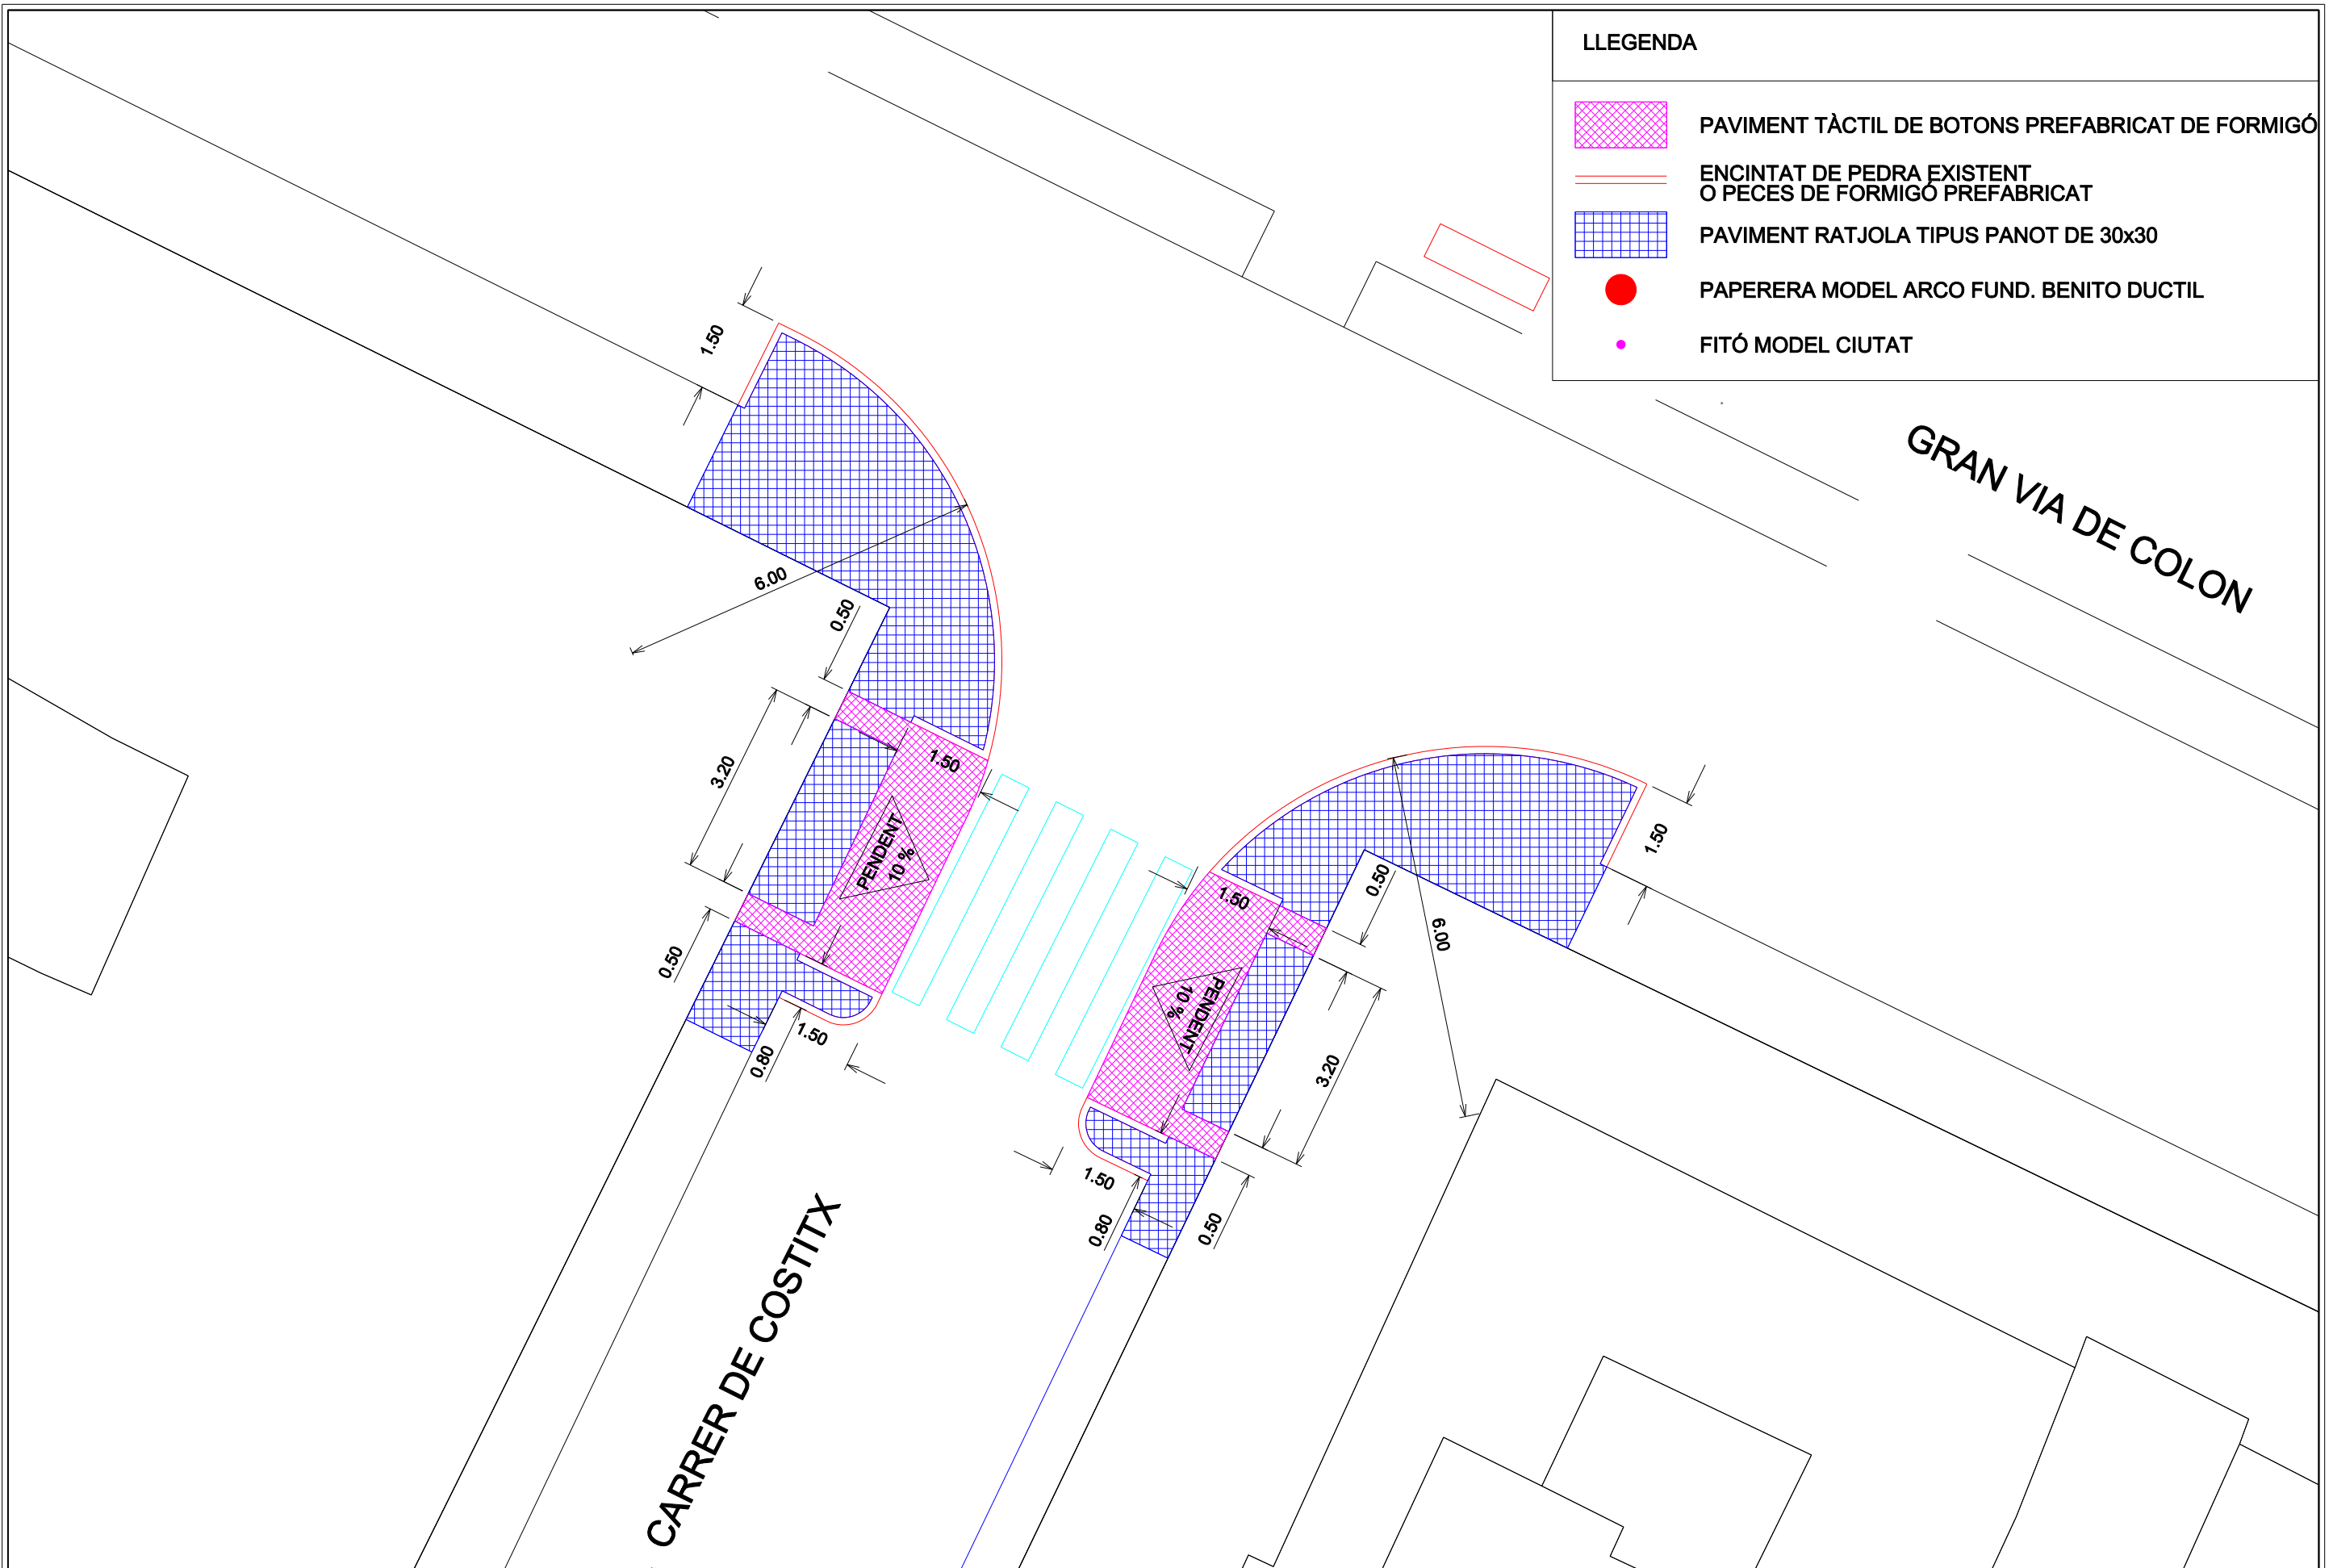 LLEGENDA
PAVIMENT TÀCTIL DE BOTONS PREFABRICAT DE FORMIGÓ
ENCINTAT DE PEDRA EXISTENT
O PECES DE FORMIGÓ PREFABRICAT
PAVIMENT RATJOLA TIPUS PANOT DE 30x30
PAPERERA MODEL ARCO FUND. BENITO DUCTIL
FITÓ MODEL CIUTAT
GRAN VIA DE COLON
1.50
6.00
0.50
3.20
1.50
PENDENT
10 %
0.50
1.50
0.80
1.50
1.50
0.50
6.00
PENDENT
10 %
3.20
1.50
0.80
0.50
CARRER DE COSTITX